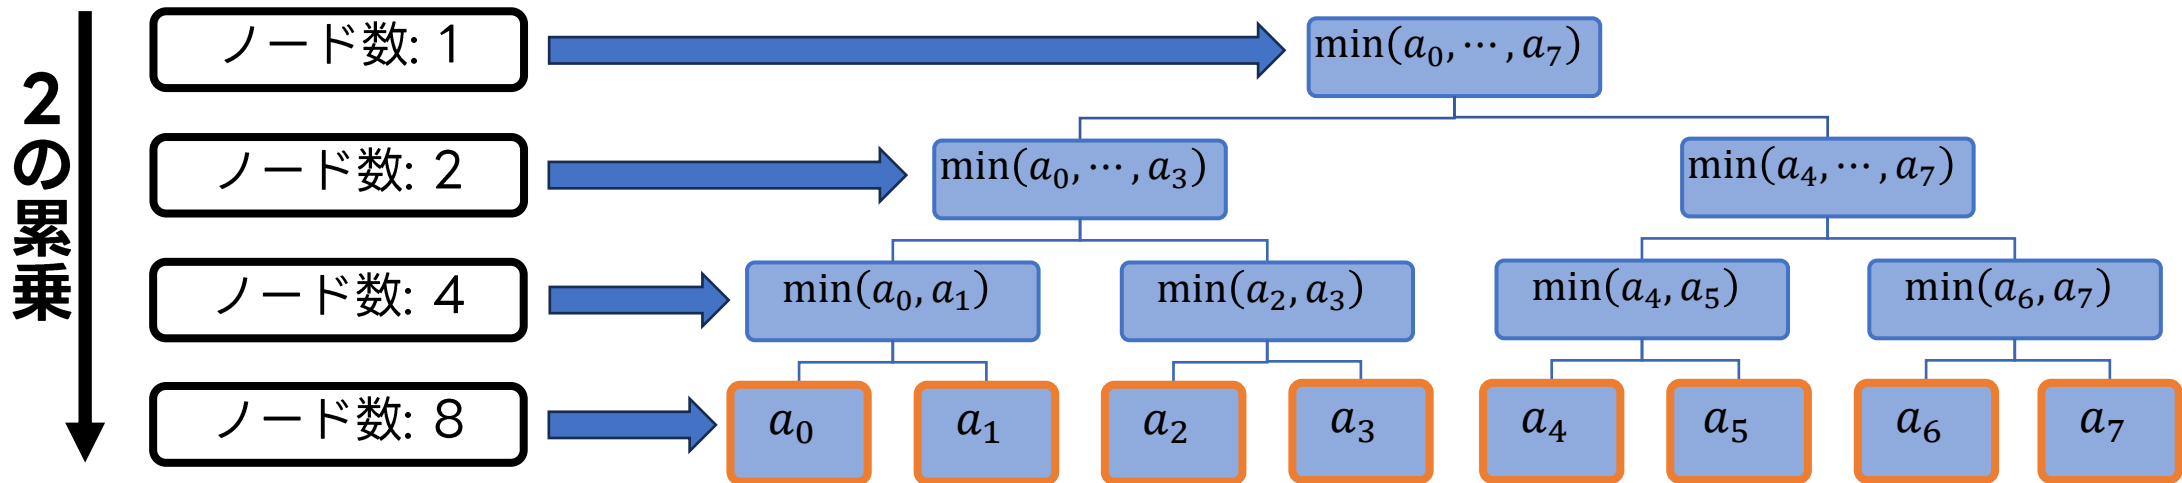 2の累乗
ノード数: 1
min(a₀,⋯,a₇)
ノード数: 2
min(a₀,⋯,a₃)
min(a₄,⋯,a₇)
ノード数: 4
min(a₀,a₁)
min(a₂,a₃)
min(a₄,a₅)
min(a₆,a₇)
ノード数: 8
a₀
a₁
a₂
a₃
a₄
a₅
a₆
a₇